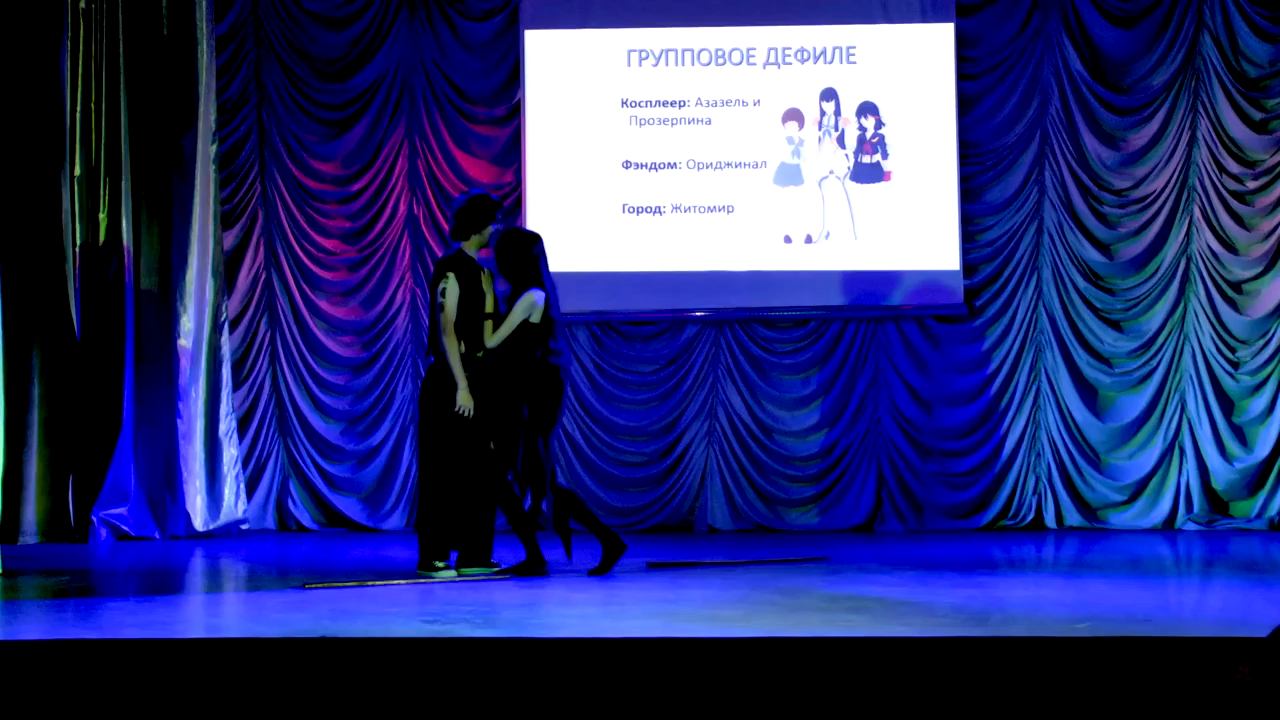 ГРУППОВОЕ ДЕФИЛЕ
Косплеер: Азазель и
Прозерпина
Фэндом: Ориджинал
Город: Житомир